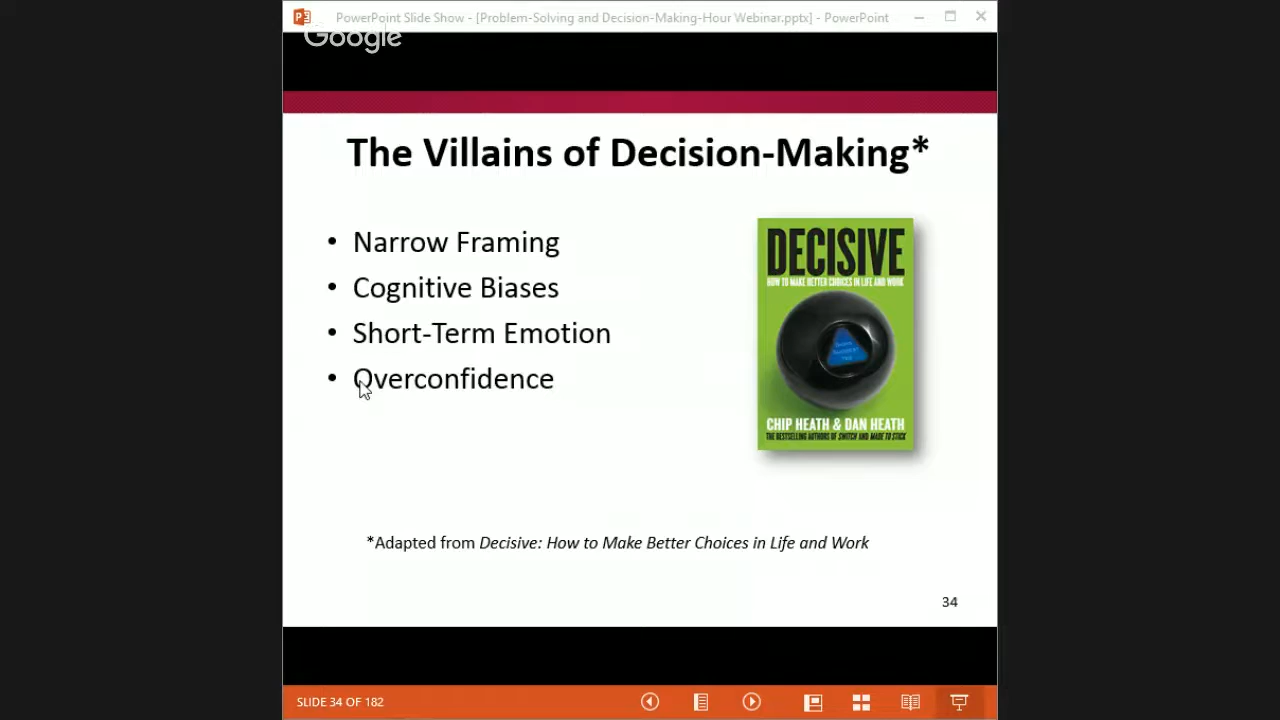 PowerPoint Slide Show - [Problem-Solving and Decision-Making-Hour Webinar.pptx] - PowerPoint
Google
The Villains of Decision-Making*
• Narrow Framing
• Cognitive Biases
• Short-Term Emotion
• Overconfidence
DECISIVE
HOW TO MAKE BETTER CHOICES IN LIFE AND WORK
CHIP HEATH & DAN HEATH
THE BESTSELLING AUTHORS OF SWITCH AND MADE TO STICK
*Adapted from Decisive: How to Make Better Choices in Life and Work
34
SLIDE 34 OF 182